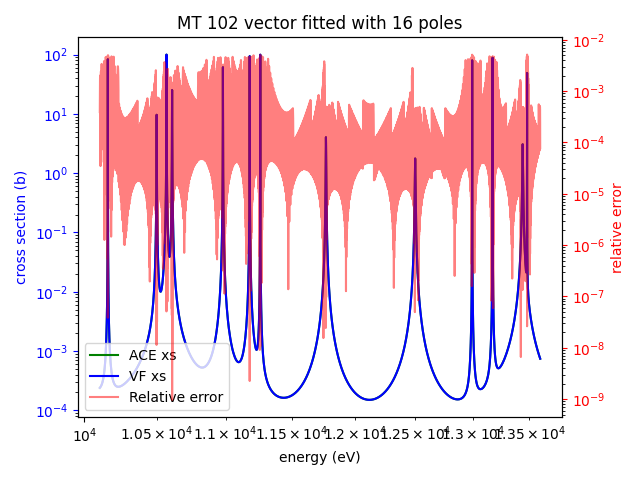 MT 102 vector fitted with 16 poles
10²
10¹
10⁰
10⁻¹
10⁻²
10⁻³
10⁻⁴
cross section (b)
10⁻²
10⁻³
10⁻⁴
10⁻⁵
10⁻⁶
10⁻⁷
10⁻⁸
10⁻⁹
relative error
ACE xs
VF xs
Relative error
10⁴ 1.05 × 10⁴ 1.1 × 10⁴ 1.15 × 10⁴ 1.2 × 10⁴ 1.25 × 10⁴ 1.3 × 10⁴ 1.35 × 10⁴
energy (eV)